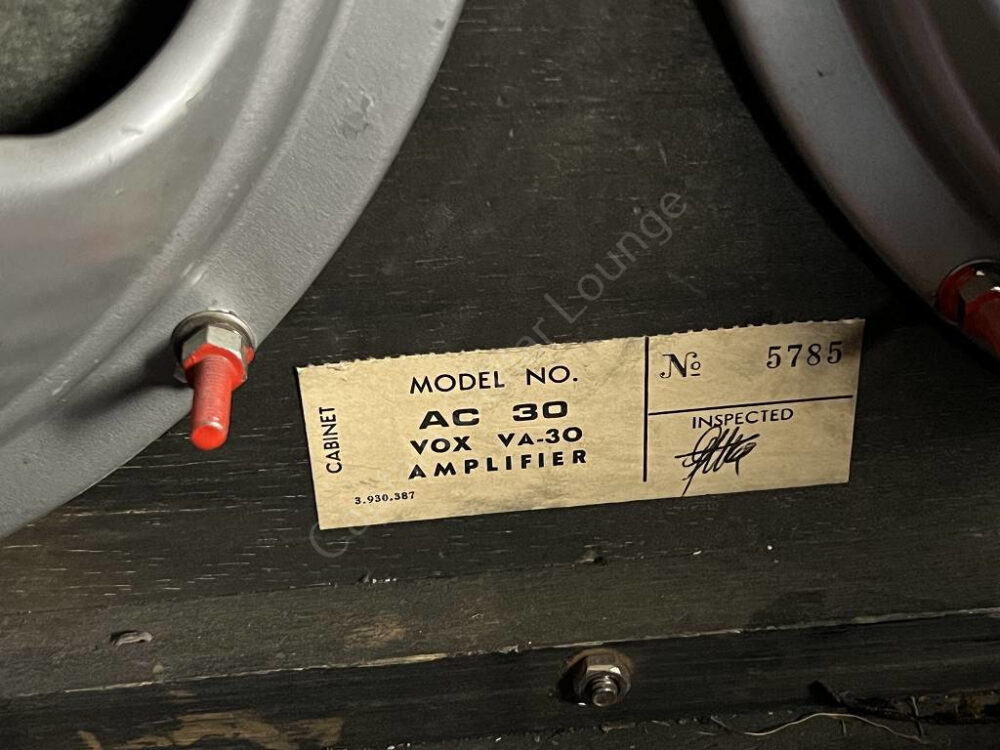 CABINET
MODEL NO.
AC 30
VOX VA-30
AMPLIFIER
3.930.387
No 5785
INSPECTED